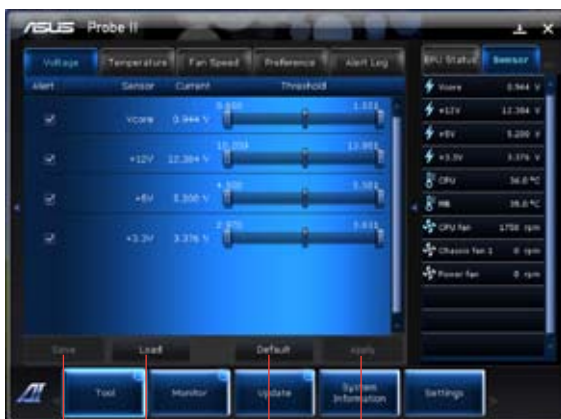 ASUS Probe II
Voltage Temperature Fan Speed Preference Alert Log
EPU Status Sensor
Alert Sensor Current Threshold
Vcore 0.944 V
+12V 12.384 V
+5V 5.200 V
+3.3V 3.376 V
Vcore 0.944 V
+12V 12.384 V
+5V 5.200 V
+3.3V 3.376 V
CPU
MB
CPU Fan
Chassis Fan 1 0 rpm
Power Fan 0 rpm
Save Load Default Apply
Tool Monitor Update System Information Settings